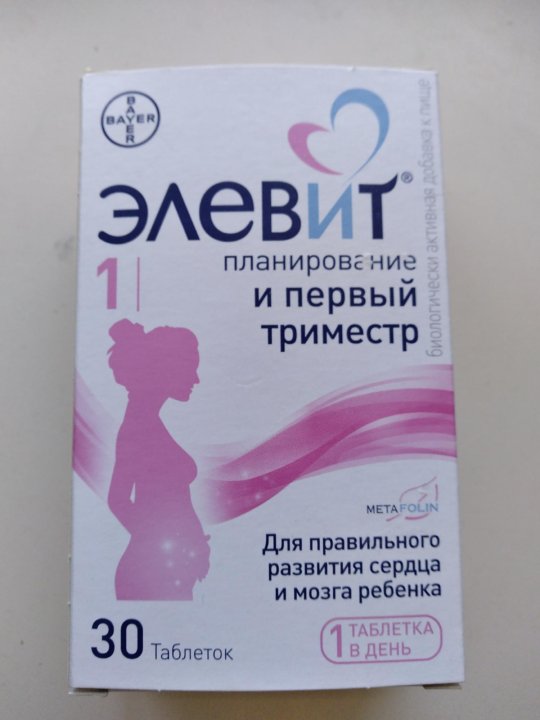 BAYER
BAYER
ЭЛЕВИТ®
1
планирование
и первый
триместр
биологически активная добавка к пище
METAFOLIN
Для правильного
развития сердца
и мозга ребенка
30 Таблеток
1 ТАБЛЕТКА
В ДЕНЬ